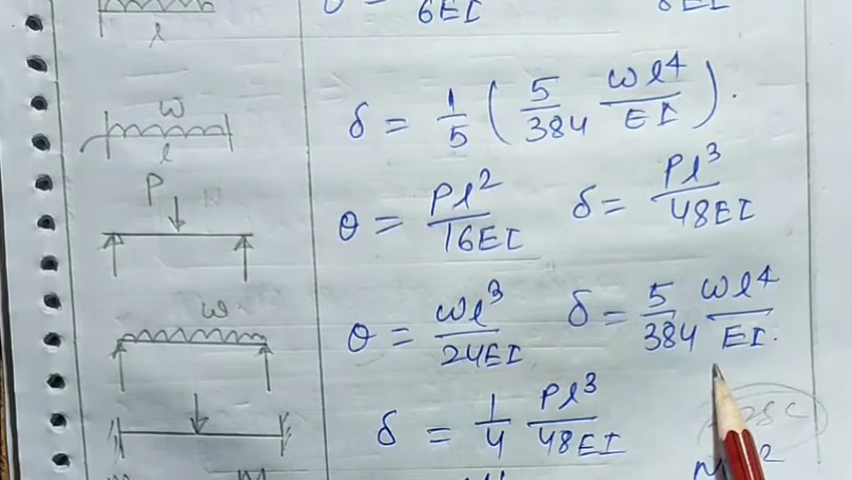 l 6EI 8EI
w
l δ = 1/5 ( 5/384 wl⁴/EI ).
P θ = Pl²/16EI δ = Pl³/48EI
w θ = wl³/24EI δ = 5/384 wl⁴/EI.
δ = 1/4 Pl³/48EI